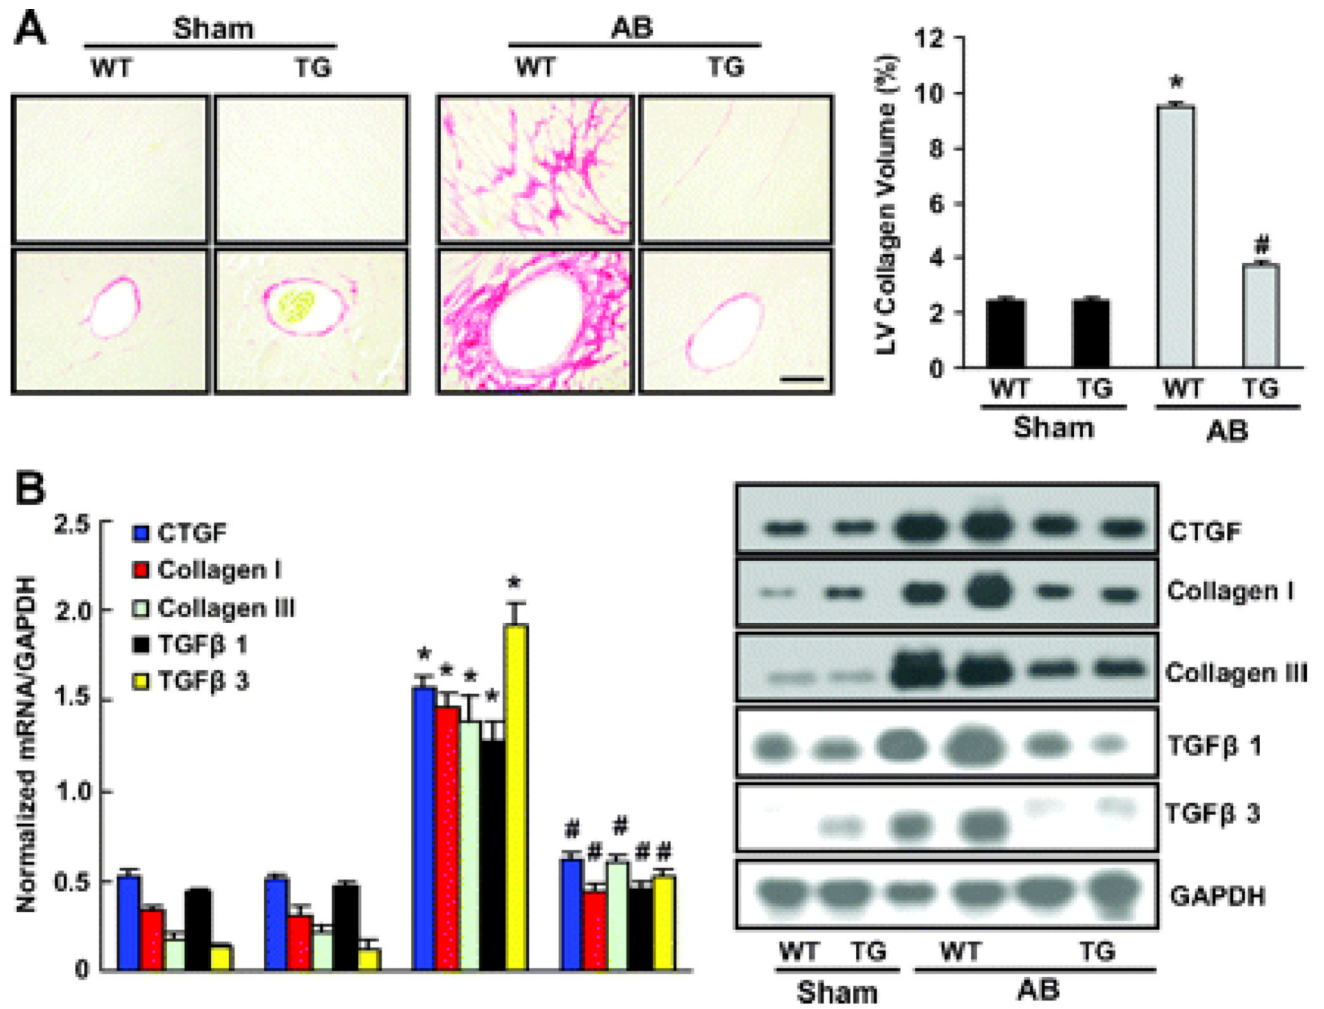 A
Sham
AB
WT
TG
WT
TG
LV Collagen Volume (%)
12
10
8
6
4
2
0
*
#
WT
TG
WT
TG
Sham
AB
B
Normalized mRNA/GAPDH
2.5
2.0
1.5
1.0
0.5
0
CTGF
Collagen I
Collagen III
TGFβ 1
TGFβ 3
* * * * *
# # # # #
CTGF
Collagen I
Collagen III
TGFβ 1
TGFβ 3
GAPDH
WT TG WT TG
Sham AB